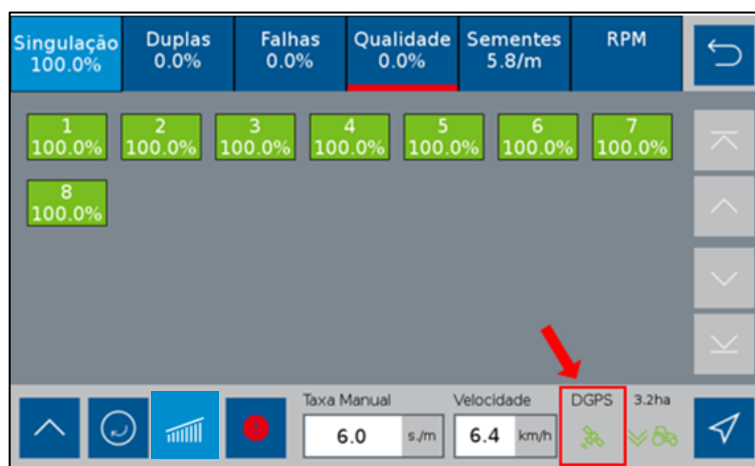 Singulação Duplas Falhas Qualidade Sementes RPM
100.0% 0.0% 0.0% 0.0% 5.8/m
1 2 3 4 5 6 7
100.0% 100.0% 100.0% 100.0% 100.0% 100.0% 100.0%
8
100.0%
Taxa Manual Velocidade DGPS 3.2ha
6.0 s./m 6.4 km/h